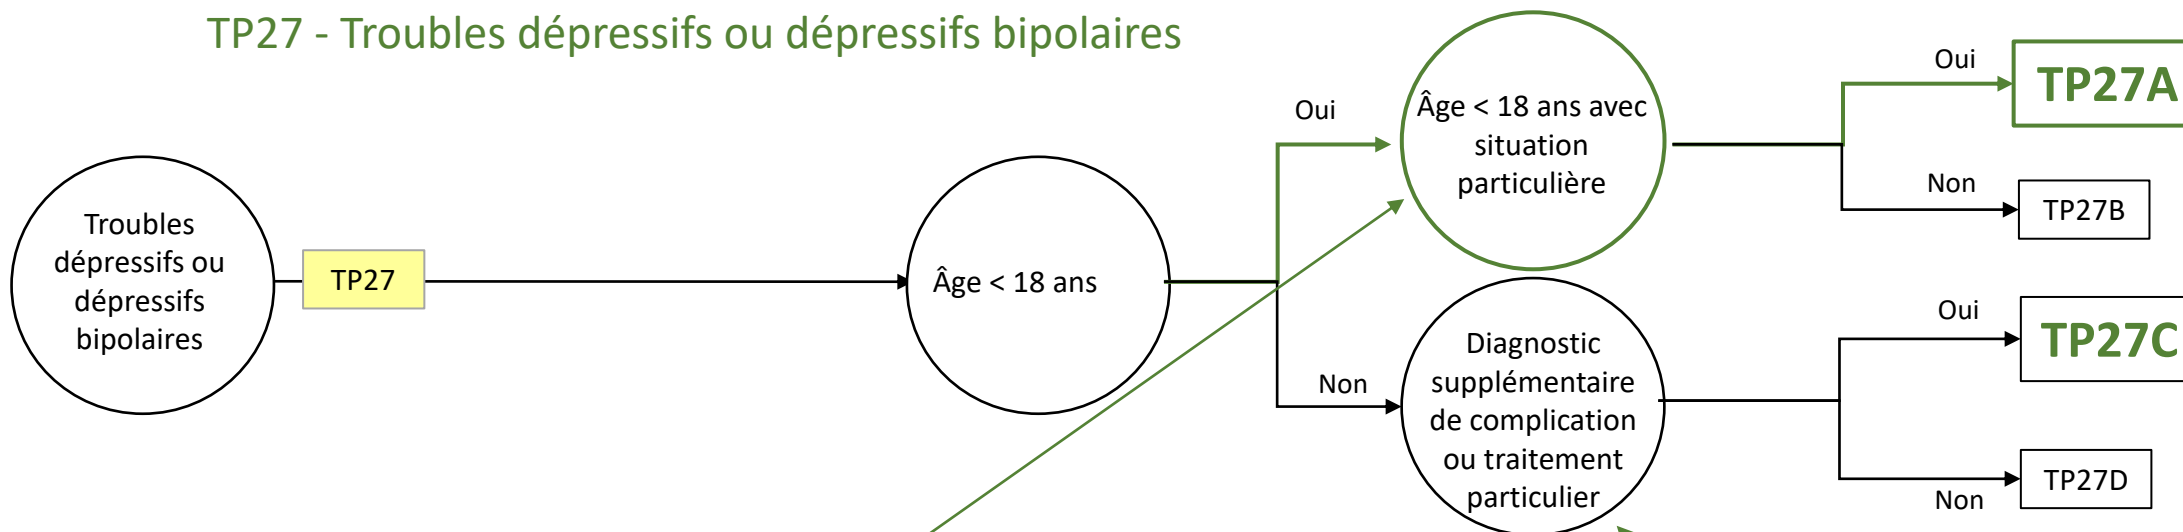 TP27 - Troubles dépressifs ou dépressifs bipolaires
Troubles
dépressifs ou
dépressifs
bipolaires
TP27
Âge < 18 ans
Oui
Âge < 18 ans avec
situation
particulière
Oui
TP27A
Non
TP27B
Non
Diagnostic
supplémentaire
de complication
ou traitement
particulier
Oui
TP27C
Non
TP27D